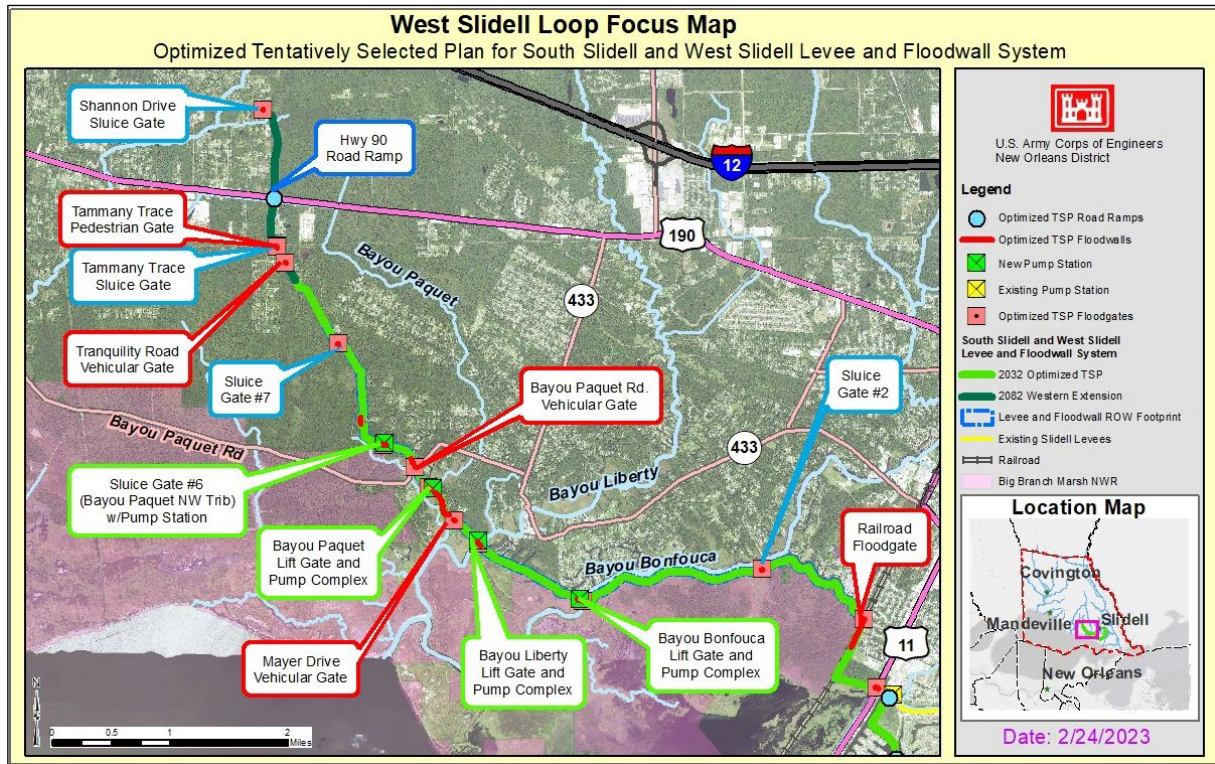 West Slidell Loop Focus Map
Optimized Tentatively Selected Plan for South Slidell and West Slidell Levee and Floodwall System
Shannon Drive
Sluice Gate
Hwy 90
Road Ramp
Tammany Trace
Pedestrian Gate
Tammany Trace
Sluice Gate
Tranquility Road
Vehicular Gate
Sluice
Gate #7
Bayou Paquet Rd
Sluice Gate #6
(Bayou Paquet NW Trib)
w/Pump Station
Bayou Paquet
Lift Gate and
Pump Complex
Mayer Drive
Vehicular Gate
Bayou Liberty
Lift Gate and
Pump Complex
Bayou Bonfouca
Lift Gate and
Pump Complex
Bayou Paquet Rd.
Vehicular Gate
Sluice
Gate #2
Railroad
Floodgate
Bayou Paquet
Bayou Liberty
Bayou Bonfouca
12
190
433
433
11
N
0 0.5 1 2
Miles
U.S. Army Corps of Engineers
New Orleans District
Legend
Optimized TSP Road Ramps
Optimized TSP Floodwalls
New Pump Station
Existing Pump Station
Optimized TSP Floodgates
South Slidell and West Slidell
Levee and Floodwall System
2032 Optimized TSP
2082 Western Extension
Levee and Floodwall ROW Footprint
Existing Slidell Levees
Railroad
Big Branch Marsh NWR
Location Map
Covington
Mandeville
Slidell
New Orleans
Date: 2/24/2023